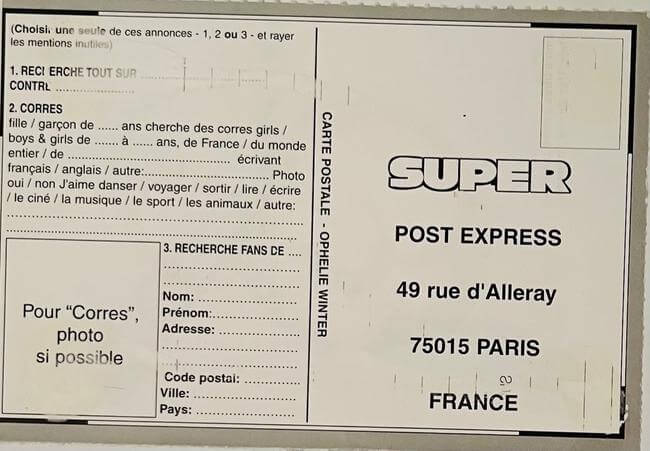 (Choisi. une seule de ces annonces - 1, 2 ou 3 - et rayer
les mentions inutiles)
1. RECI ERCHE TOUT SUR ..............................
CONTRL ....................
2. CORRES
fille / garçon de ...... ans cherche des corres girls /
boys & girls de ....... à ...... ans, de France / du monde
entier / de ........................................ écrivant
français / anglais / autre:............................... Photo
oui / non J'aime danser / voyager / sortir / lire / écrire
/ le ciné / la musique / le sport / les animaux / autre:
......................................................................
......................................................................
3. RECHERCHE FANS DE ....
..................................
..................................
Nom: .........................
Prénom:......................
Adresse: ....................
..................................
..................................
Code postal: ..............
Ville: ..........................
Pays: .........................
Pour "Corres",
photo
si possible
CARTE POSTALE - OPHELIE WINTER
SUPER
POST EXPRESS
49 rue d'Alleray
75015 PARIS
FRANCE